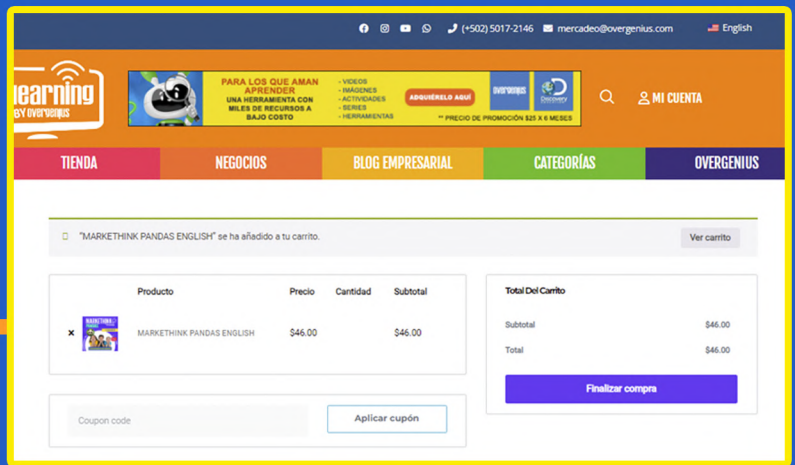 (+502) 5017-2146 mercadeo@overgenius.com English
earning
BY overgenius
PARA LOS QUE AMAN
APRENDER
UNA HERRAMIENTA CON
MILES DE RECURSOS A
BAJO COSTO
- VIDEOS
- IMÁGENES
- ACTIVIDADES
- SERIES
- HERRAMIENTAS
ADQUIÉRELO AQUÍ
overgenius
Discovery
** PRECIO DE PROMOCIÓN $25 X 6 MESES
MI CUENTA
TIENDA NEGOCIOS BLOG EMPRESARIAL CATEGORÍAS OVERGENIUS
"MARKETHINK PANDAS ENGLISH" se ha añadido a tu carrito. Ver carrito
Producto Precio Cantidad Subtotal
× MARKETHINK PANDAS ENGLISH $46.00 $46.00
Coupon code Aplicar cupón
Total Del Carrito
Subtotal $46.00
Total $46.00
Finalizar compra